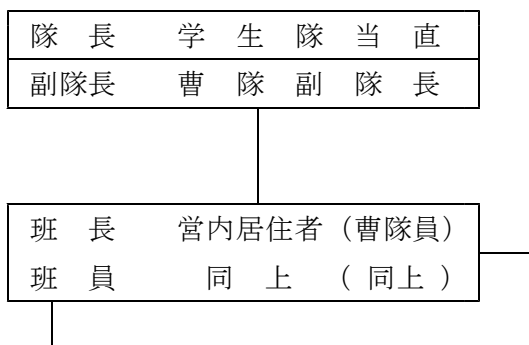 隊 長 学 生 隊 当 直
副隊長 曹 隊 副 隊 長
班 長 営内居住者（曹隊員）
班 員 同 上 （ 同上 ）